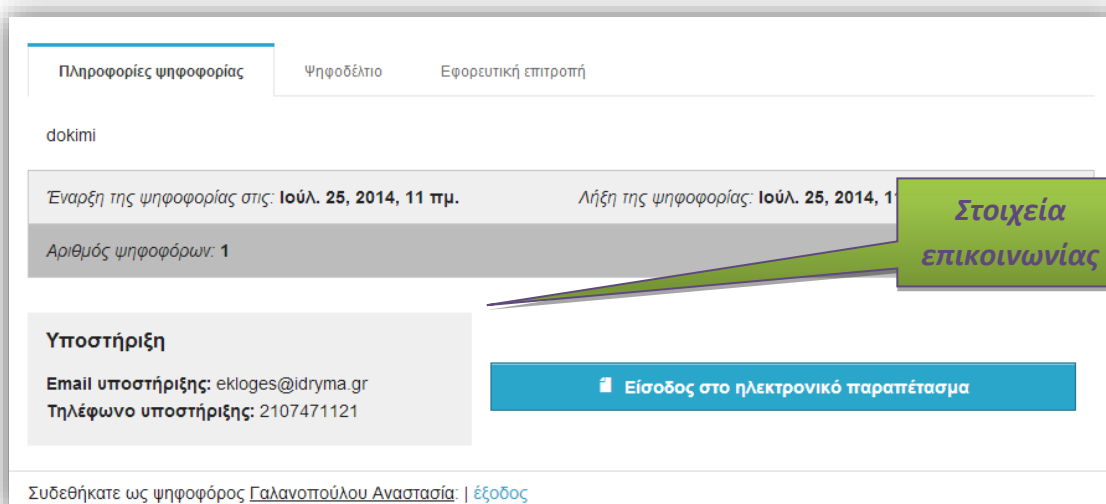 Πληροφορίες ψηφοφορίας Ψηφοδέλτιο Εφορευτική επιτροπή
dokimi
Έναρξη της ψηφοφορίας στις: Ιούλ. 25, 2014, 11 πμ. Λήξη της ψηφοφορίας: Ιούλ. 25, 2014,
Αριθμός ψηφοφόρων: 1
Στοιχεία
επικοινωνίας
Υποστήριξη
Email υποστήριξης: ekloges@idryma.gr
Τηλέφωνο υποστήριξης: 2107471121
Είσοδος στο ηλεκτρονικό παραπέτασμα
Συδεθήκατε ως ψηφοφόρος Γαλανοπούλου Αναστασία: | έξοδος